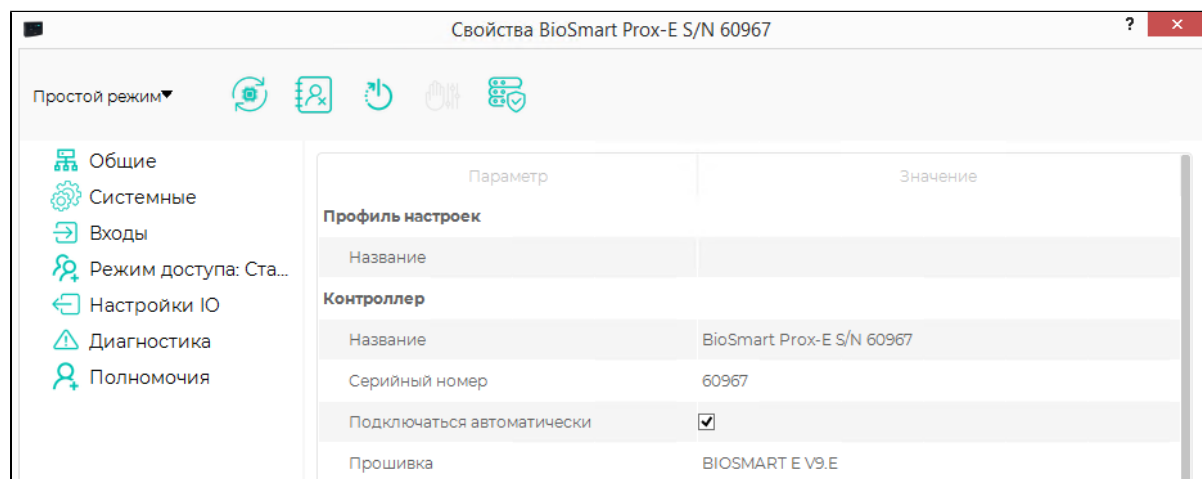 Свойства BioSmart Prox-E S/N 60967
? ×
Простой режим▼
Общие
Системные
Входы
Режим доступа: Ста...
Настройки IO
Диагностика
Полномочия
Параметр Значение
Профиль настроек
Название
Контроллер
Название BioSmart Prox-E S/N 60967
Серийный номер 60967
Подключаться автоматически
Прошивка BIOSMART E V9.E